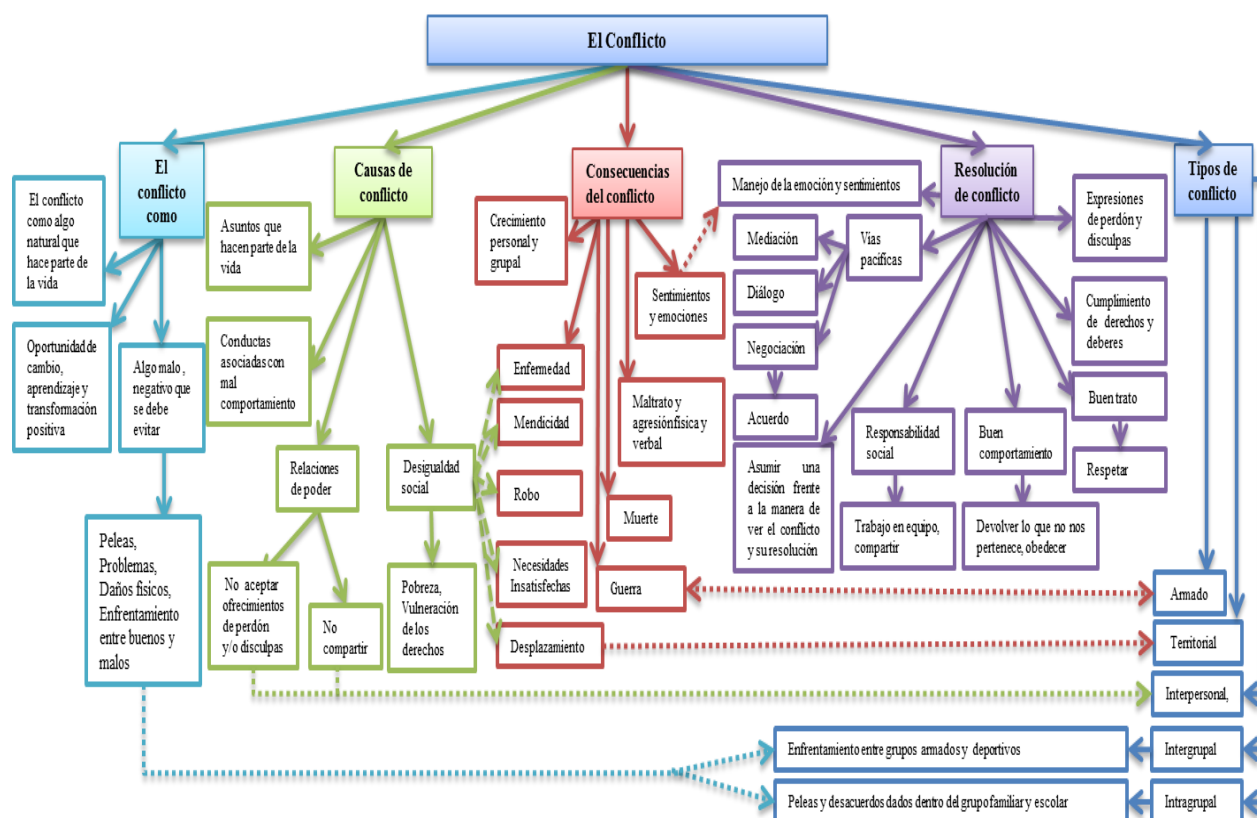 El Conflicto
El
conflicto
como
El conflicto
como algo
natural que
hace parte de
la vida
Oportunidad de
cambio,
aprendizaje y
transformación
positiva
Algo malo ,
negativo que
se debe
evitar
Peleas,
Problemas,
Daños físicos,
Enfrentamiento
entre buenos y
malos
Causas de
conflicto
Asuntos que
hacen parte de la
vida
Conductas
asociadas con
mal
comportamiento
Relaciones
de poder
Desigualdad
social
No aceptar
ofrecimientos
de perdón
y/o disculpas
No
compartir
Pobreza,
Vulneración
de los
derechos
Consecuencias
del conflicto
Crecimiento
personal y
grupal
Sentimientos
y emociones
Enfermedad
Mendicidad
Robo
Necesidades
Insatisfechas
Desplazamiento
Maltrato y
agresión física y
verbal
Muerte
Guerra
Resolución
de conflicto
Manejo de la emoción y sentimientos
Mediación
Vías
pacificas
Diálogo
Negociación
Acuerdo
Asumir una
decisión frente
a la manera de
ver el conflicto
y su resolución
Responsabilidad
social
Trabajo en equipo,
compartir
Buen
comportamiento
Devolver lo que no nos
pertenece, obedecer
Expresiones
de perdón y
disculpas
Cumplimiento
de derechos y
deberes
Buen trato
Respetar
Tipos de
conflicto
Armado
Territorial
Interpersonal,
Enfrentamiento entre grupos armados y deportivos
Intergrupal
Peleas y desacuerdos dados dentro del grupo familiar y escolar
Intragrupal